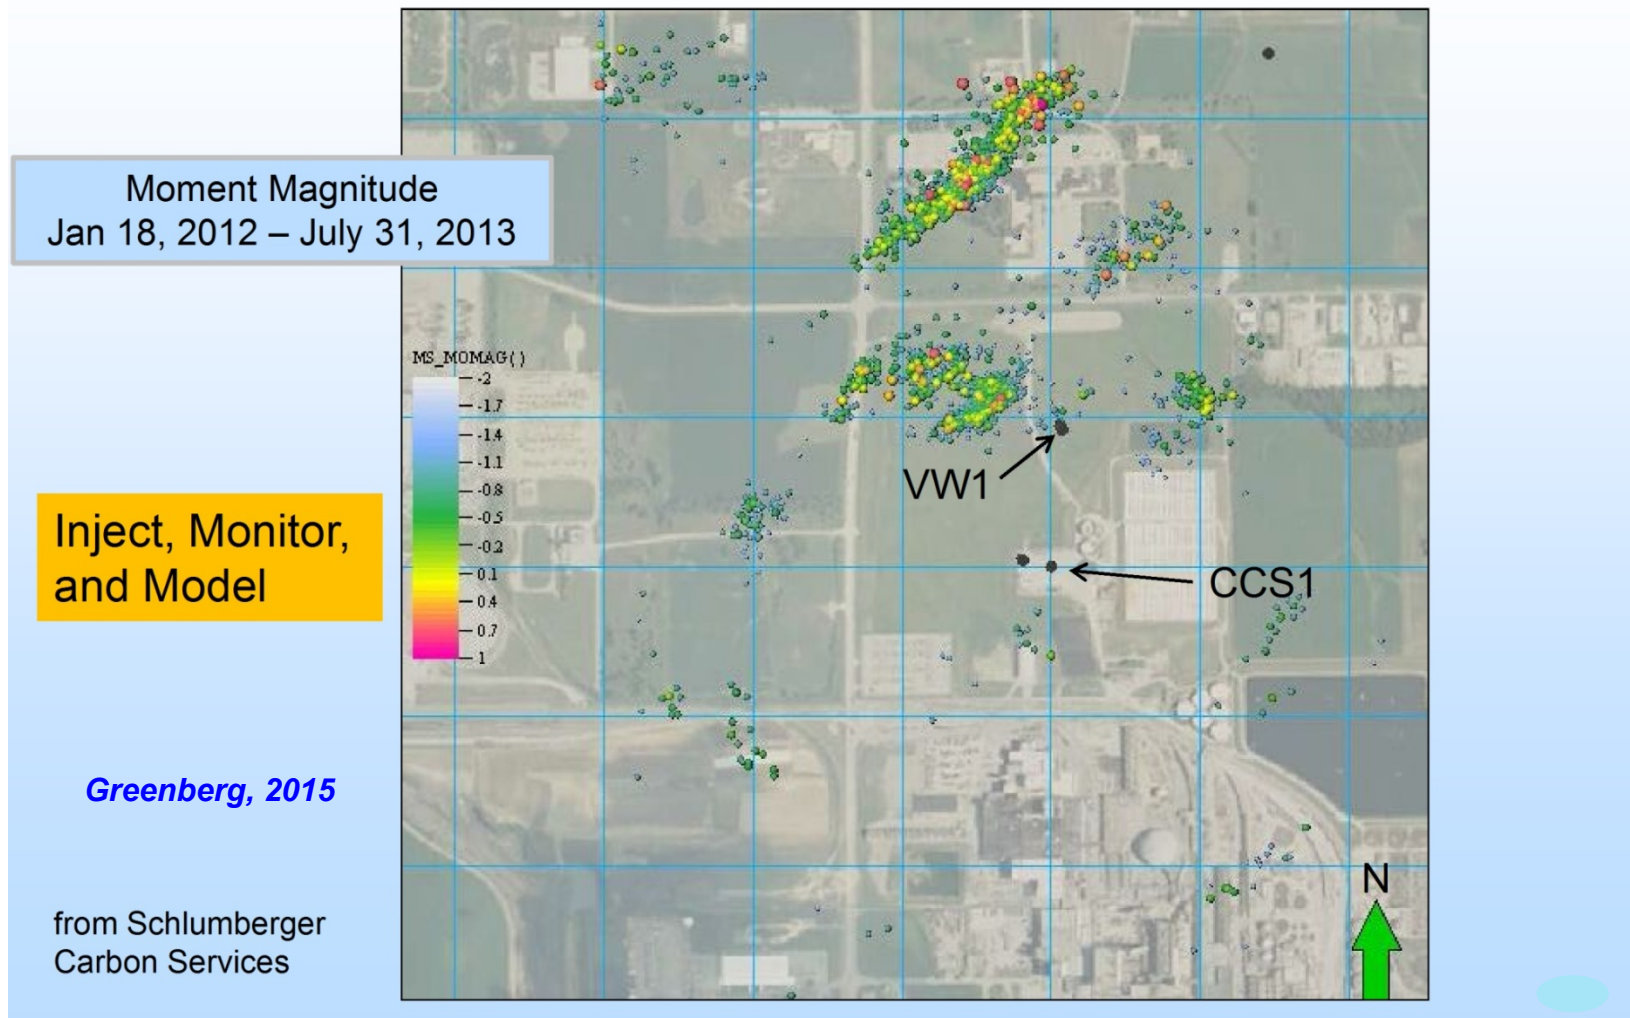 Moment Magnitude
Jan 18, 2012 – July 31, 2013
MS_MOMAG()
-2
-1.7
-1.4
-1.1
-0.8
-0.5
-0.2
0.1
0.4
0.7
1
VW1
CCS1
Inject, Monitor,
and Model
Greenberg, 2015
from Schlumberger
Carbon Services
N